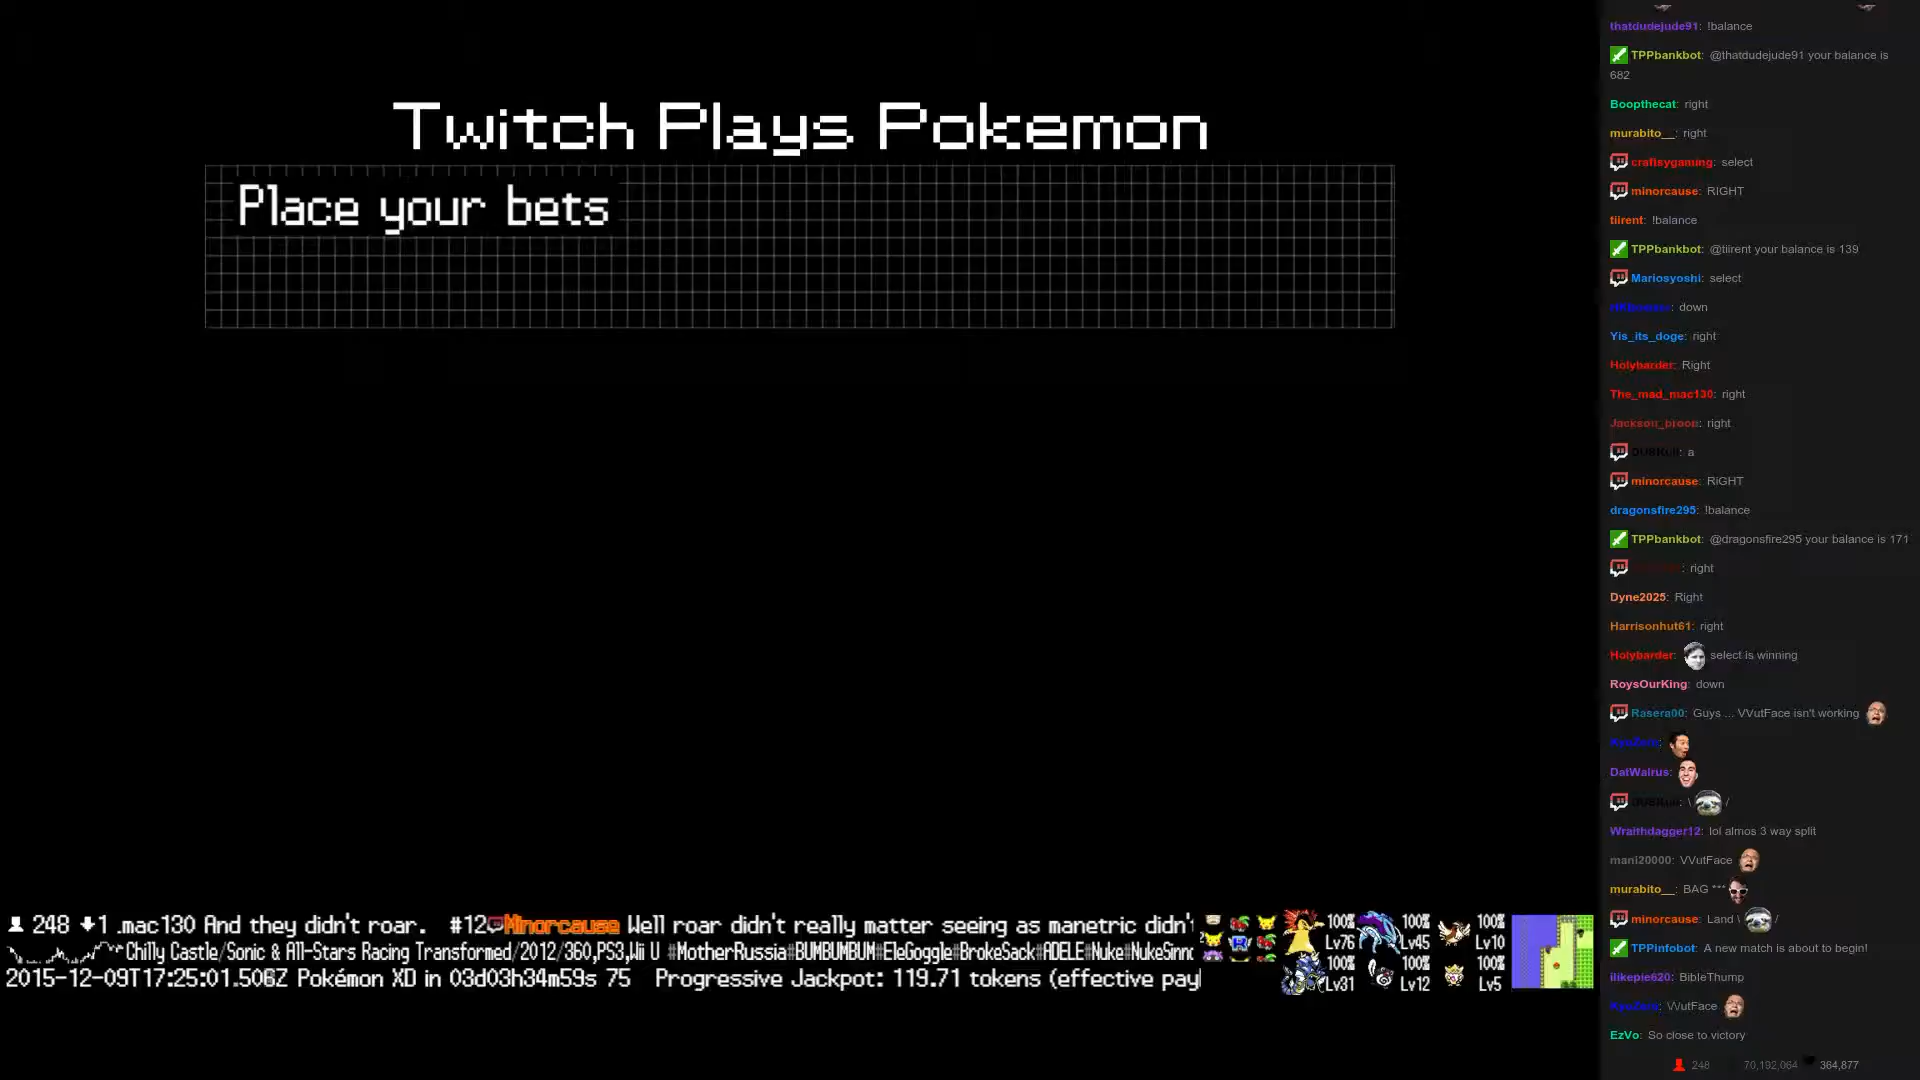 Twitch Plays Pokemon
Place your bets
248 1 .mac130 And they didn't roar. #12 Minorcause Well roar didn't really matter seeing as manetric didn'
Chilly Castle/Sonic & All-Stars Racing Transformed/2012/360,PS3,Wii U #MotherRussia#BUMBUMBUM#EleGoggle#BrokeSack#ADELE#Nuke#NukeSinno
Pokémon XD in 03d03h34m59s 75 Progressive Jackpot: 119.71 tokens (effective pay
100% 100% 100%
Lv76 Lv45 Lv10
100% 100% 100%
Lv31 Lv12 Lv5
thatdudejude91: !balance
TPPbankbot: @thatdudejude91 your balance is
682
Boopthecat: right
murabito__: right
craftsyganung: select
minorcause: RIGHT
tiirent: !balance
TPPbankbot: @tiirent your balance is 139
Mariosyoshi: select
: down
Yis_its_doge: right
Holybarder: Right
The_mad_mac130: right
Jackson_proop: right
: a
minorcause: RiGHT
dragonsfire295: !balance
TPPbankbot: @dragonsfire295 your balance is 171
: right
Dyne2025: Right
Harrisonhut61: right
Holybarder: select is winning
RoysOurKing: down
Rasera00: Guys ... VVutFace isn't working
DatWalrus:
: \ /
Wraithdagger12: lol almos 3 way split
mani20000: VVutFace
murabito__: BAG ***
minorcause: Land \ /
TPPinfobot: A new match is about to begin!
ilikepie620: BibleThump
: VVutFace
EzVo: So close to victory
248 70,192,064 364,877